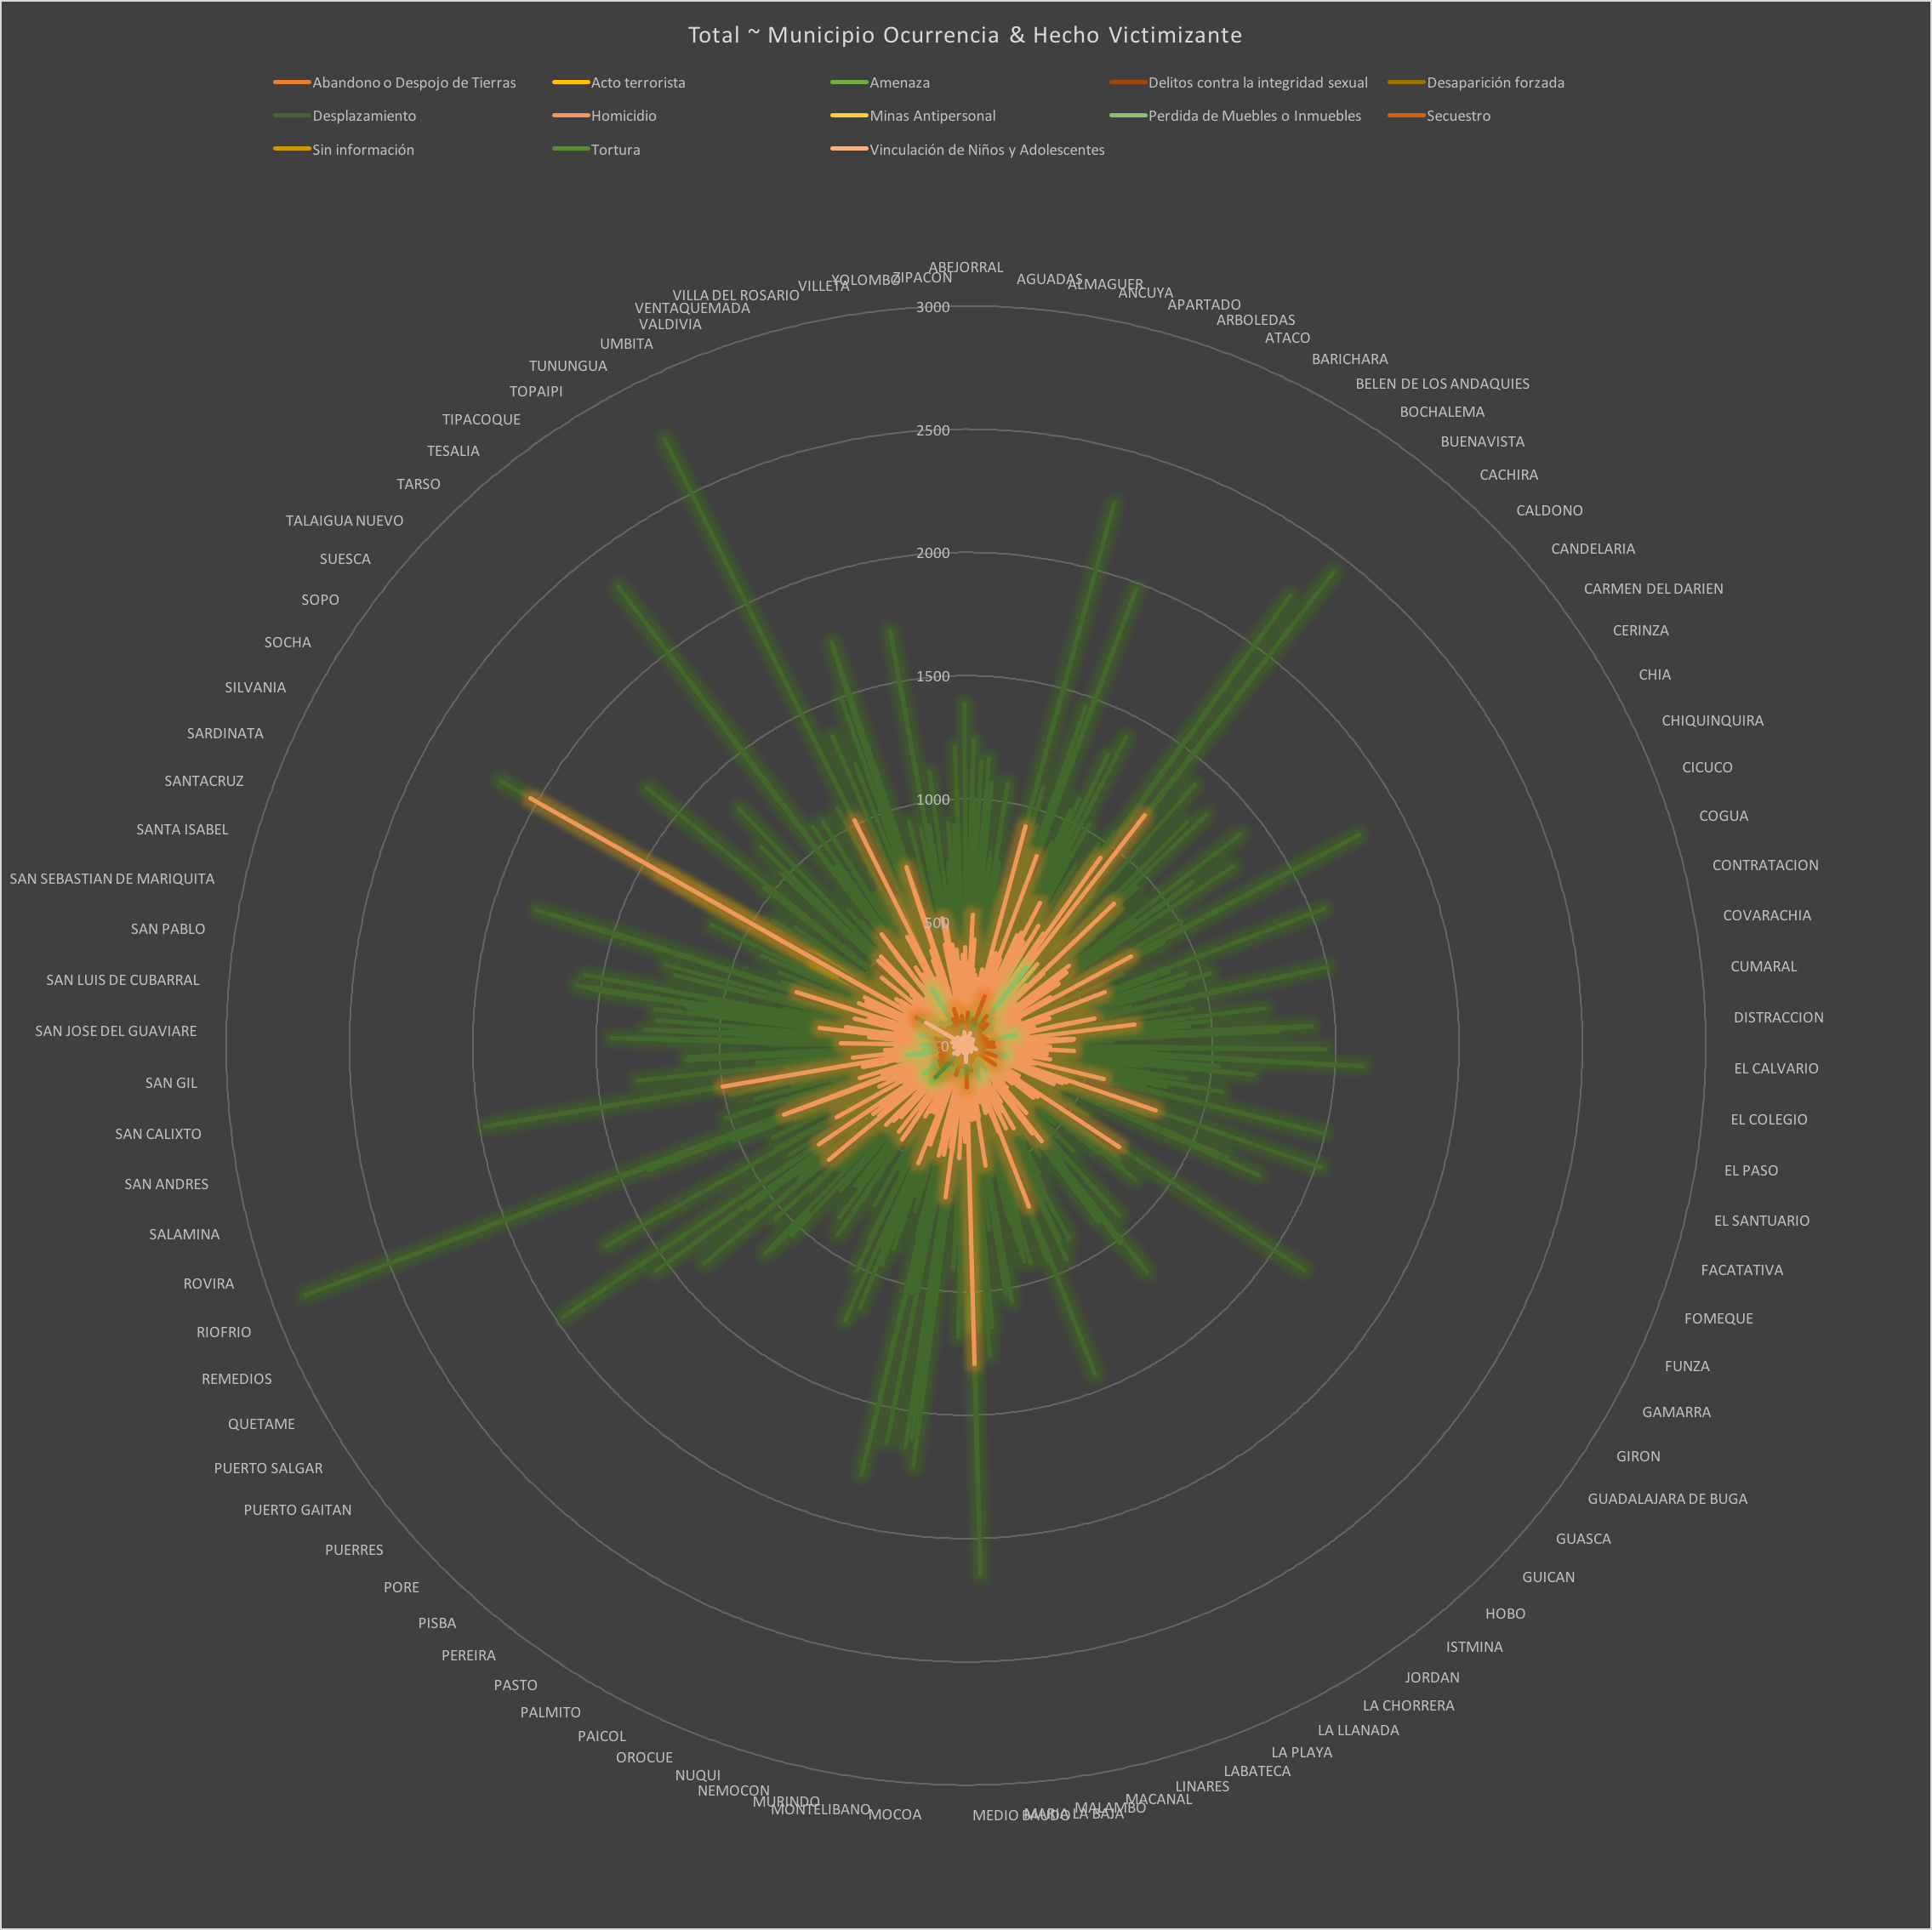 Total ~ Municipio Ocurrencia & Hecho Victimizante
Abandono o Despojo de Tierras
Acto terrorista
Amenaza
Delitos contra la integridad sexual
Desaparición forzada
Desplazamiento
Homicidio
Minas Antipersonal
Perdida de Muebles o Inmuebles
Secuestro
Sin información
Tortura
Vinculación de Niños y Adolescentes
ABEJORRAL
AGUADAS
ALMAGUER
ANCUYA
APARTADO
ARBOLEDAS
ATACO
BARICHARA
BELEN DE LOS ANDAQUIES
BOCHALEMA
BUENAVISTA
CACHIRA
CALDONO
CANDELARIA
CARMEN DEL DARIEN
CERINZA
CHIA
CHIQUINQUIRA
CICUCO
COGUA
CONTRATACION
COVARACHIA
CUMARAL
DISTRACCION
EL CALVARIO
EL COLEGIO
EL PASO
EL SANTUARIO
FACATATIVA
FOMEQUE
FUNZA
GAMARRA
GIRON
GUADALAJARA DE BUGA
GUASCA
GUICAN
HOBO
ISTMINA
JORDAN
LA CHORRERA
LA LLANADA
LA PLAYA
LABATECA
LINARES
MACANAL
MALAMBO
MARIA LA BAJA
MEDIO BAUDO
MOCOA
MONTELIBANO
MURINDO
NEMOCON
NUQUI
OROCUE
PAICOL
PALMITO
PASTO
PEREIRA
PISBA
PORE
PUERRES
PUERTO GAITAN
PUERTO SALGAR
QUETAME
REMEDIOS
RIOFRIO
ROVIRA
SALAMINA
SAN ANDRES
SAN CALIXTO
SAN GIL
SAN JOSE DEL GUAVIARE
SAN LUIS DE CUBARRAL
SAN PABLO
SAN SEBASTIAN DE MARIQUITA
SANTA ISABEL
SANTACRUZ
SARDINATA
SILVANIA
SOCHA
SOPO
SUESCA
TALAIGUA NUEVO
TARSO
TESALIA
TIPACOQUE
TOPAIPI
TUNUNGUA
UMBITA
VALDIVIA
VENTAQUEMADA
VILLA DEL ROSARIO
VILLETA
YOLOMBO
ZIPACON
3000
2500
2000
1500
1000
500
0